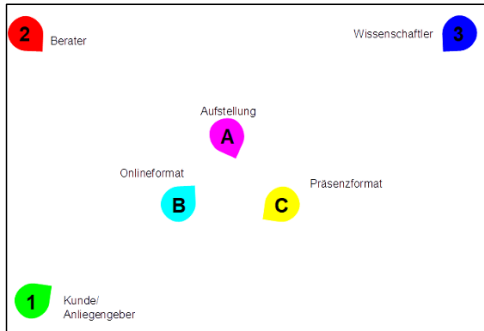 2
Berater
Wissenschaftler
3
Aufstellung
A
Onlineformat
B
Präsenzformat
C
1
Kunde/
Anliegengeber